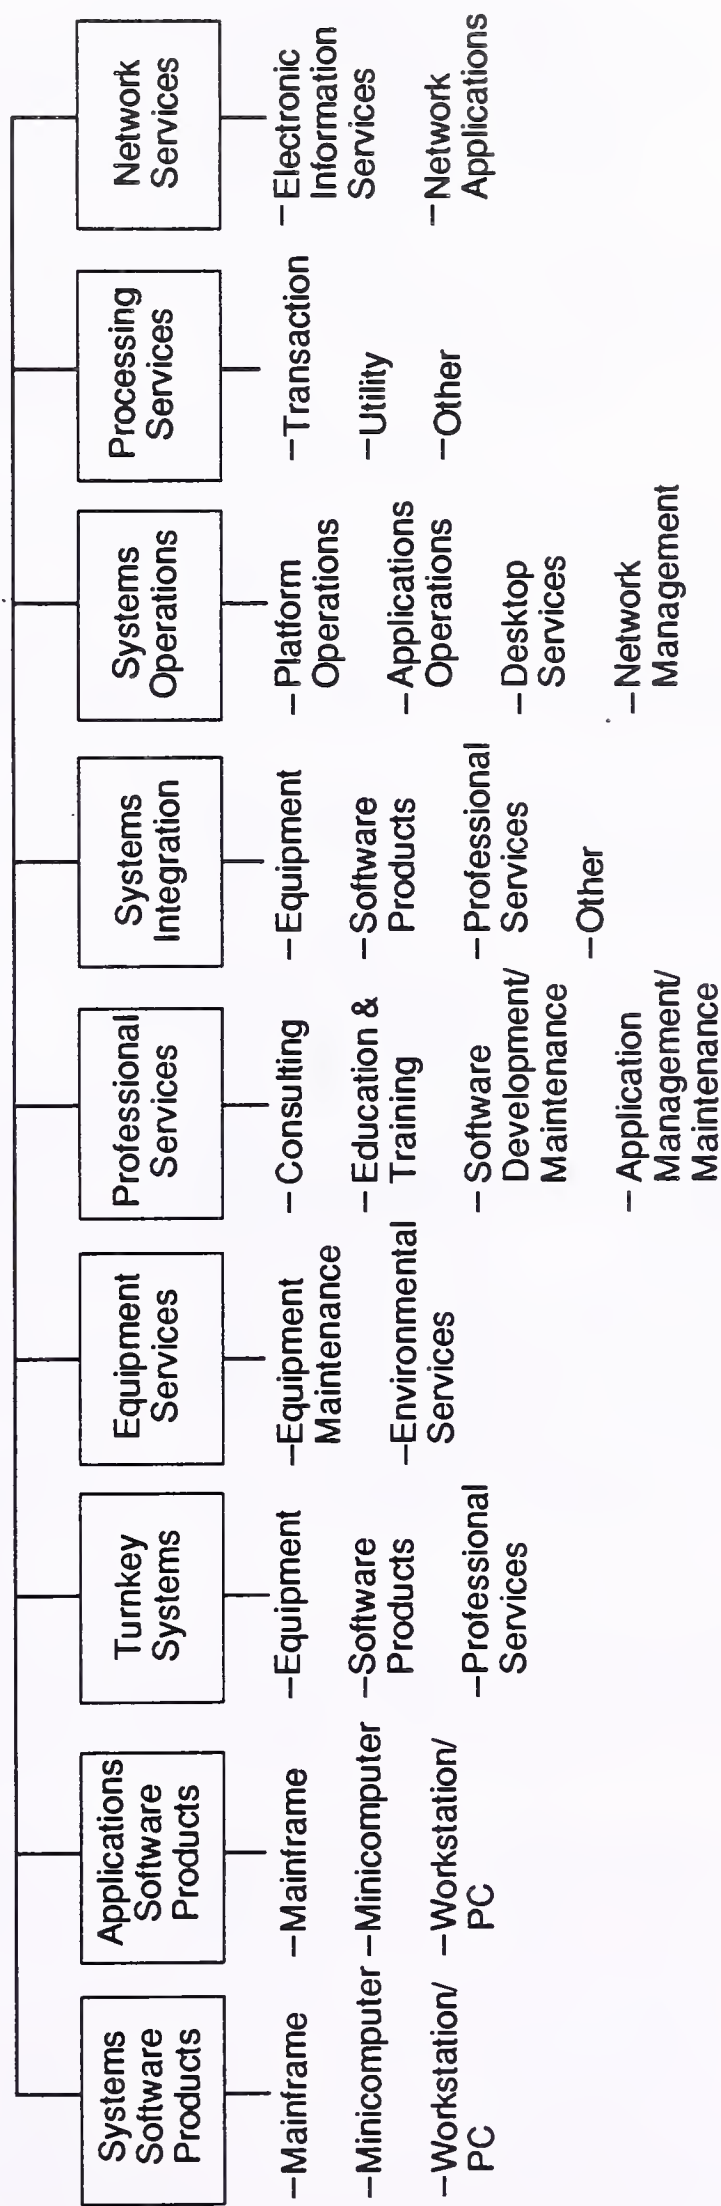 Systems
Software
Products
–Mainframe
–Minicomputer
–Workstation/
PC
Applications
Software
Products
–Mainframe
–Minicomputer
–Workstation/
PC
Turnkey
Systems
–Equipment
–Software
Products
–Professional
Services
Equipment
Services
–Equipment
Maintenance
–Environmental
Services
Professional
Services
–Consulting
–Education &
Training
–Software
Development/
Maintenance
–Application
Management/
Maintenance
Systems
Integration
–Equipment
–Software
Products
–Professional
Services
–Other
Systems
Operations
–Platform
Operations
–Applications
Operations
–Desktop
Services
–Network
Management
Processing
Services
–Transaction
–Utility
–Other
Network
Services
–Electronic
Information
Services
–Network
Applications